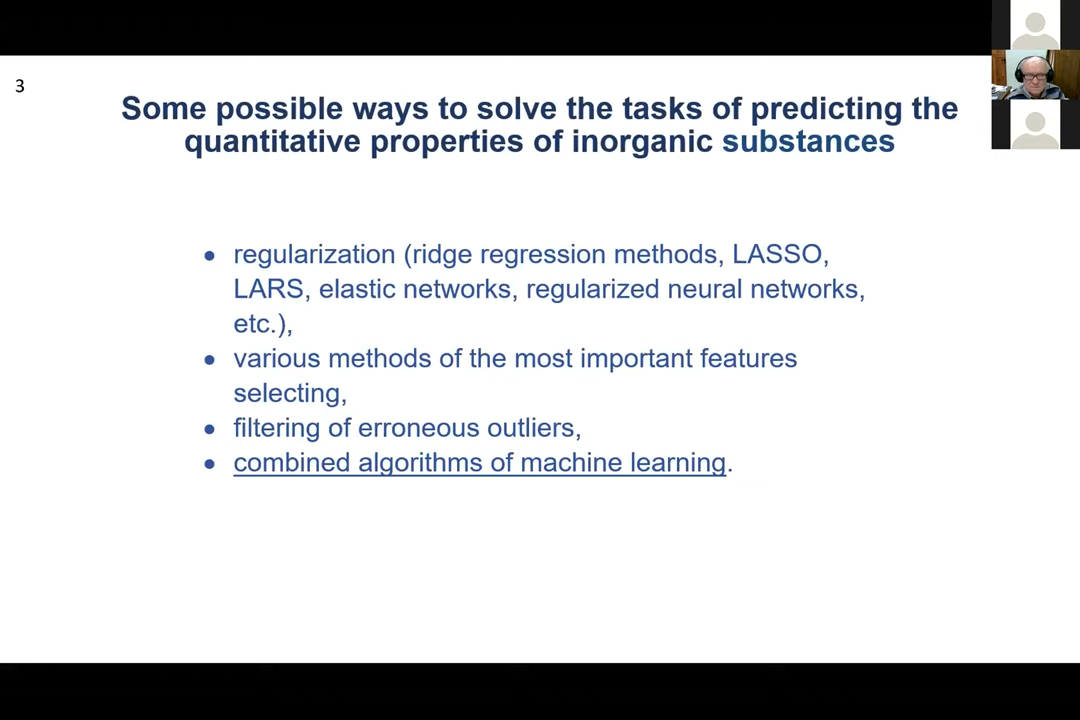 3
Some possible ways to solve the tasks of predicting the
quantitative properties of inorganic substances
• regularization (ridge regression methods, LASSO,
LARS, elastic networks, regularized neural networks,
etc.),
• various methods of the most important features
selecting,
• filtering of erroneous outliers,
• combined algorithms of machine learning.